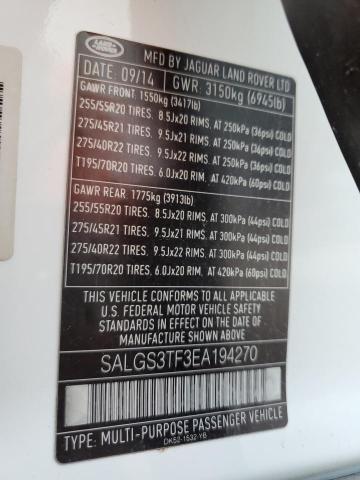 LAND ROVER
MFD BY JAGUAR LAND ROVER LTD
DATE: 09/14 GWR: 3150kg (6945lb)
GAWR FRONT: 1550kg (3417lb)
255/55R20 TIRES. 8.5Jx20 RIMS. AT 250kPa (36psi) COLD
275/45R21 TIRES. 9.5Jx21 RIMS. AT 250kPa (36psi) COLD
275/40R22 TIRES. 9.5Jx22 RIMS. AT 250kPa (36psi) COLD
T195/70R20 TIRES. 6.0Jx20 RIM. AT 420kPa (60psi) COLD
GAWR REAR: 1775kg (3913lb)
255/55R20 TIRES. 8.5Jx20 RIMS. AT 300kPa (44psi) COLD
275/45R21 TIRES. 9.5Jx21 RIMS. AT 300kPa (44psi) COLD
275/40R22 TIRES. 9.5Jx22 RIMS. AT 300kPa (44psi) COLD
T195/70R20 TIRES. 6.0Jx20 RIM. AT 420kPa (60psi) COLD
THIS VEHICLE CONFORMS TO ALL APPLICABLE
U.S. FEDERAL MOTOR VEHICLE SAFETY
STANDARDS IN EFFECT ON THE DATE OF
MANUFACTURE SHOWN ABOVE
SALGS3TF3EA194270
TYPE: MULTI-PURPOSE PASSENGER VEHICLE
DK52-1532-YB